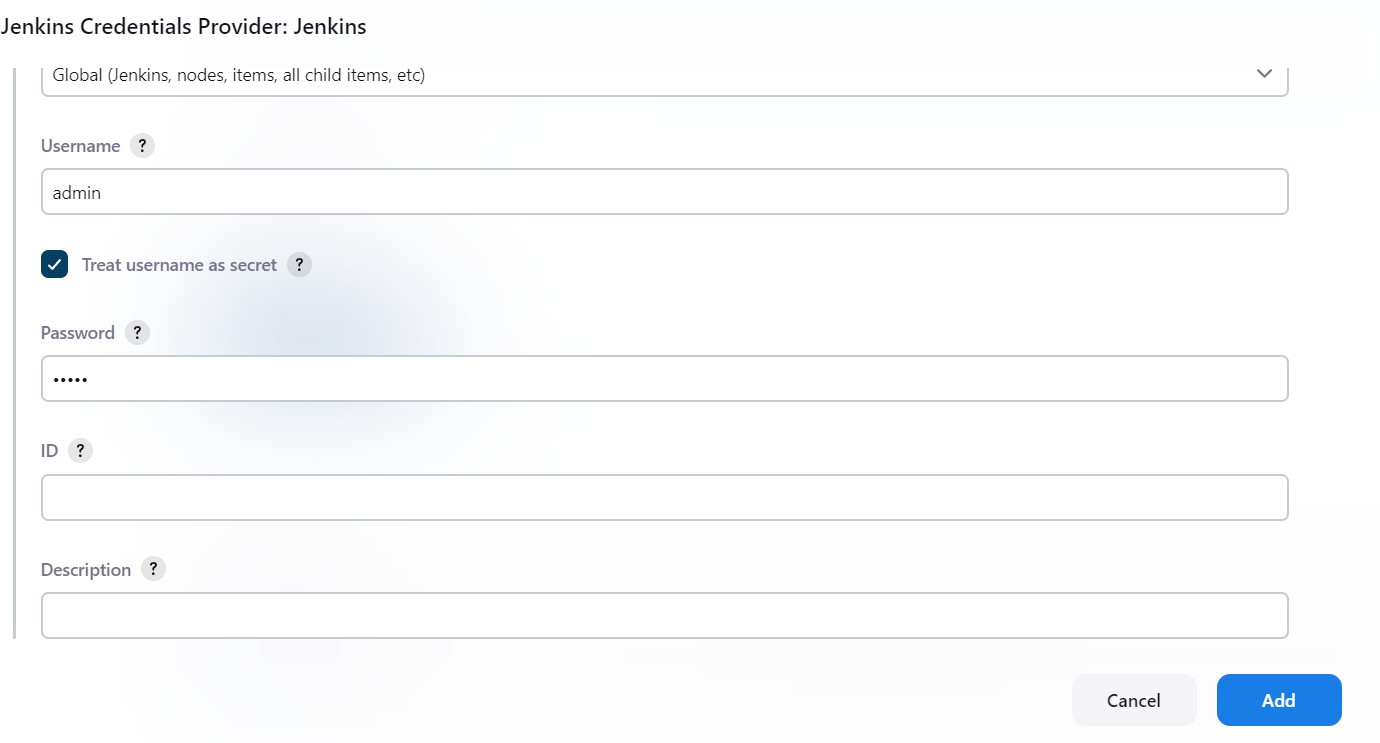 Jenkins Credentials Provider: Jenkins
Global (Jenkins, nodes, items, all child items, etc)
Username ?
admin
Treat username as secret ?
Password ?
•••••
ID ?
Description ?
Cancel Add